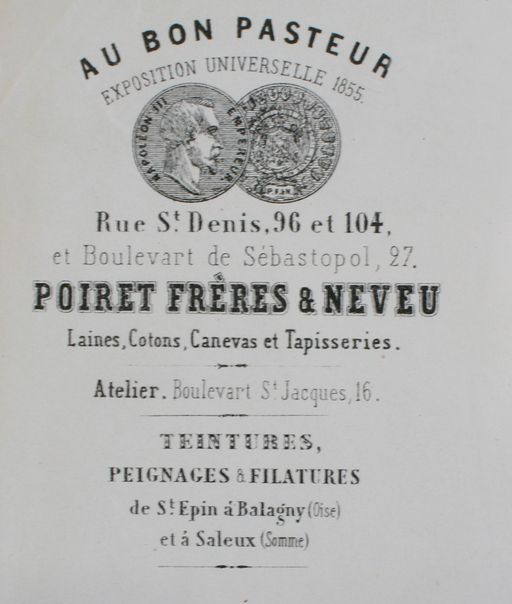 AU BON PASTEUR
EXPOSITION UNIVERSELLE 1855.
NAPOLÉON III EMPEREUR
Rue St. Denis, 96 et 104,
et Boulevart de Sébastopol, 27.
POIRET FRÈRES & NEVEU
Laines, Cotons, Canevas et Tapisseries.
Atelier. Boulevart St. Jacques, 16.
TEINTURES,
PEIGNAGES & FILATURES
de St. Epin á Balagny (Oise)
et á Saleux (Somme)